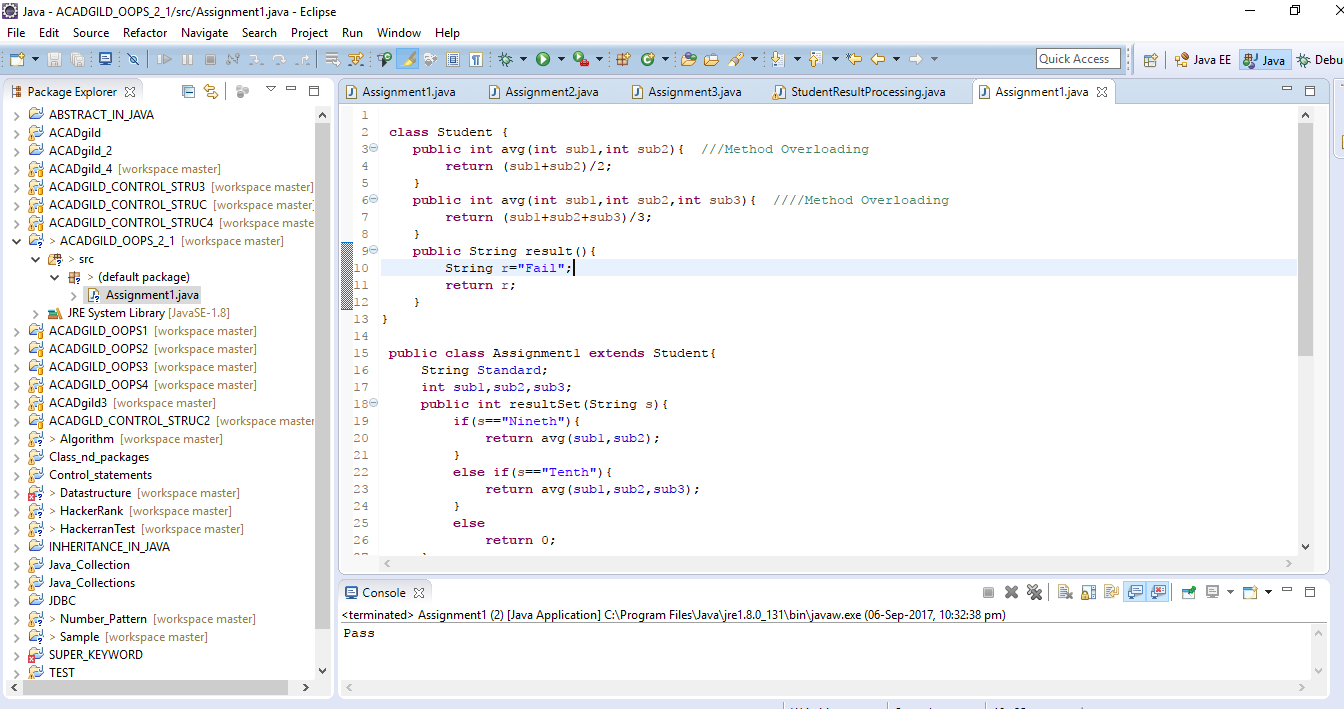 Java - ACADGILD_OOPS_2_1/src/Assignment1.java - Eclipse
File Edit Source Refactor Navigate Search Project Run Window Help
Quick Access Java EE Java Debu
Package Explorer
ABSTRACT_IN_JAVA
ACADgild
ACADgild_2
ACADgild_4 [workspace master]
ACADGILD_CONTROL_STRU3 [workspace master]
ACADGILD_CONTROL_STRUC [workspace master]
ACADGILD_CONTROL_STRUC4 [workspace maste
> ACADGILD_OOPS_2_1 [workspace master]
> src
> (default package)
Assignment1.java
JRE System Library [JavaSE-1.8]
ACADGILD_OOPS1 [workspace master]
ACADGILD_OOPS2 [workspace master]
ACADGILD_OOPS3 [workspace master]
ACADGILD_OOPS4 [workspace master]
ACADgild3 [workspace master]
ACADGLD_CONTROL_STRUC2 [workspace master
> Algorithm [workspace master]
Class_nd_packages
Control_statements
> Datastructure [workspace master]
> HackerRank [workspace master]
> HackerranTest [workspace master]
INHERITANCE_IN_JAVA
Java_Collection
Java_Collections
JDBC
> Number_Pattern [workspace master]
> Sample [workspace master]
SUPER_KEYWORD
TEST
Assignment1.java Assignment2.java Assignment3.java StudentResultProcessing.java Assignment1.java
1
2 class Student {
3 public int avg(int sub1,int sub2){ ///Method Overloading
4 return (sub1+sub2)/2;
5 }
6 public int avg(int sub1,int sub2,int sub3){ ////Method Overloading
7 return (sub1+sub2+sub3)/3;
8 }
9 public String result(){
10 String r="Fail";
11 return r;
12 }
13 }
14
15 public class Assignment1 extends Student{
16 String Standard;
17 int sub1,sub2,sub3;
18 public int resultSet(String s){
19 if(s=="Nineth"){
20 return avg(sub1,sub2);
21 }
22 else if(s=="Tenth"){
23 return avg(sub1,sub2,sub3);
24 }
25 else
26 return 0;
Console
<terminated> Assignment1 (2) [Java Application] C:\Program Files\Java\jre1.8.0_131\bin\javaw.exe (06-Sep-2017, 10:32:38 pm)
Pass